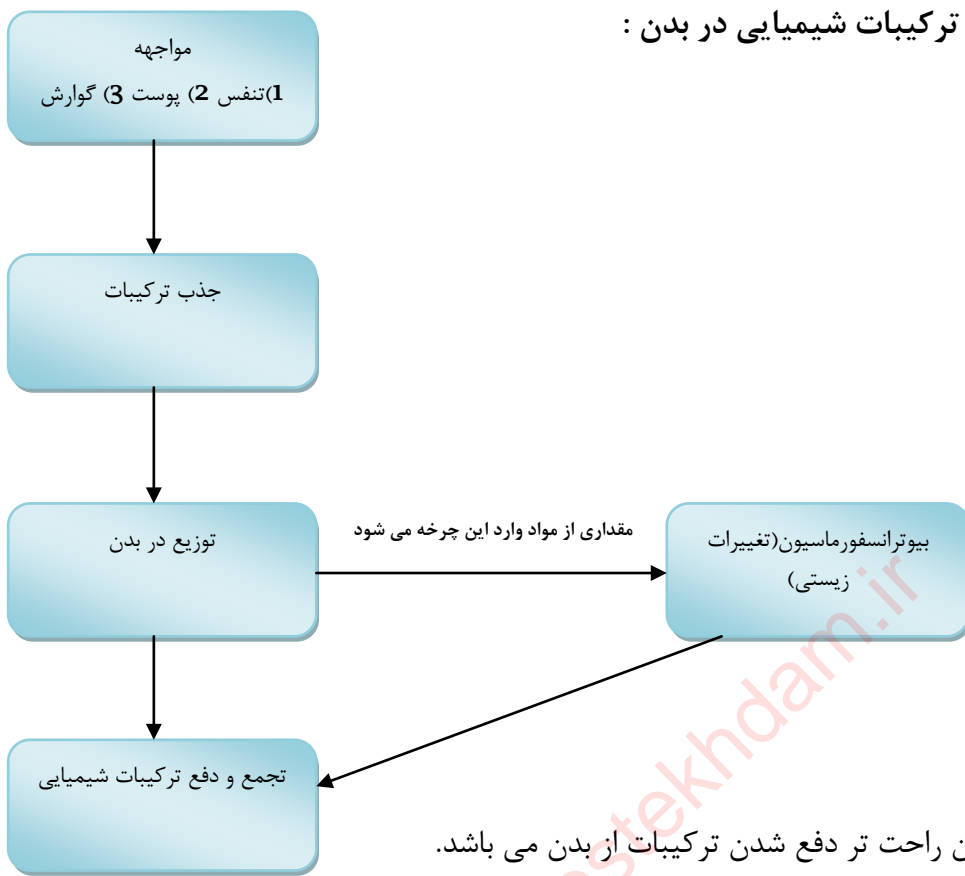 ترکیبات شیمیایی در بدن :
مواجهه
1)تنفس 2) پوست 3) گوارش
جذب ترکیبات
توزیع در بدن
مقداری از مواد وارد این چرخه می شود
بیوترانسفورماسیون(تغییرات
زیستی)
تجمع و دفع ترکیبات شیمیایی
راحت تر دفع شدن ترکیبات از بدن می باشد.
estekhdam.ir